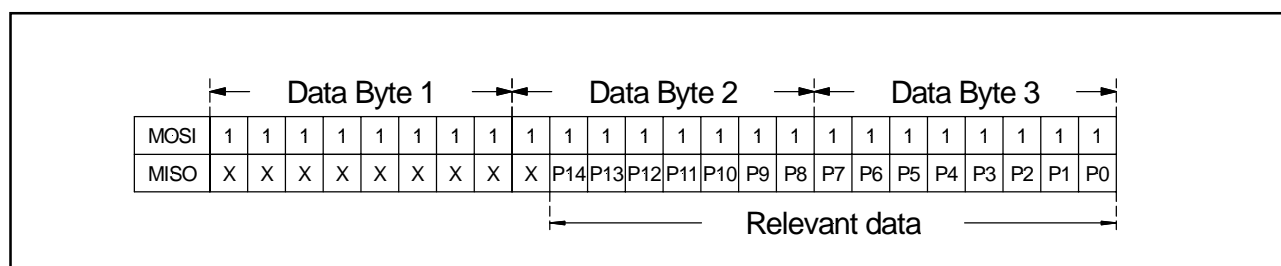 Data Byte 1 Data Byte 2 Data Byte 3
MOSI 1 1 1 1 1 1 1 1 1 1 1 1 1 1 1 1 1 1 1 1 1 1 1 1
MISO X X X X X X X X X P14 P13 P12 P11 P10 P9 P8 P7 P6 P5 P4 P3 P2 P1 P0
Relevant data